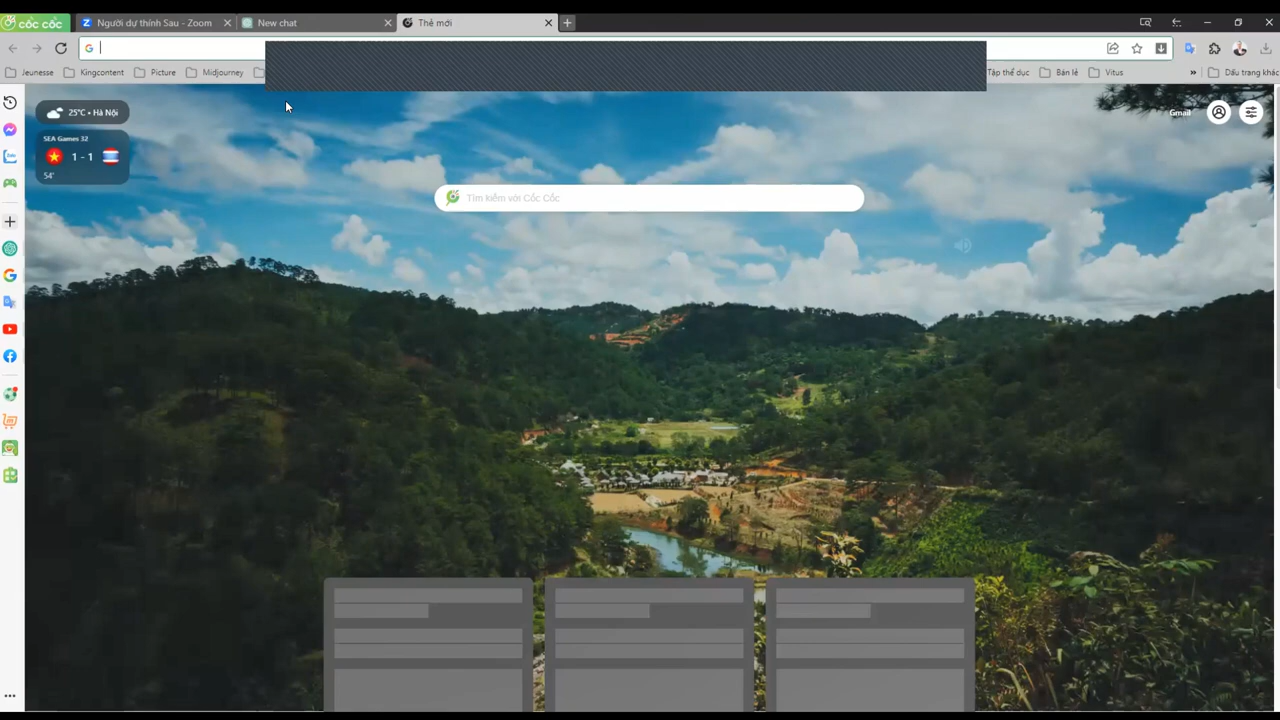 cốc cốc
Người dự thính Sau - Zoom
New chat
Thẻ mới
Jeunesse
Kingcontent
Picture
Midjourney
Tập thể dục
Bán lẻ
Vitus
»
Dấu trang khác
25°C • Hà Nội
Gmail
SEA Games 32
1 - 1
54'
Tìm kiếm với Cốc Cốc